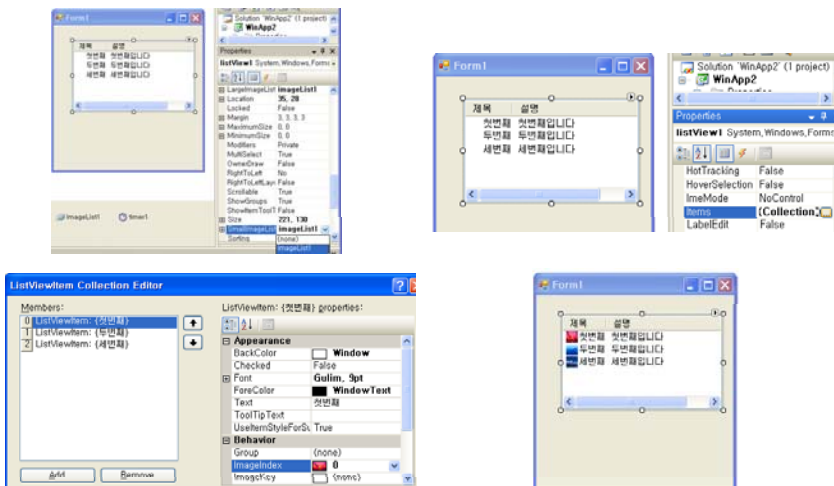 Form1
제목 설명
첫번째 첫번째입니다
두번째 두번째입니다
세번째 세번째입니다
imageList1 timer1
Solution 'WinApp2' (1 project)
WinApp2
Properties
listView1 System.Windows.Forms
LargeImageList imageList1
Location 35, 28
Locked False
Margin 3, 3, 3, 3
MaximumSize 0, 0
MinimumSize 0, 0
Modifiers Private
MultiSelect True
OwnerDraw False
RightToLeft No
RightToLeftLayo False
Scrollable True
ShowGroups True
ShowItemToolT False
Size 221, 130
SmallImageList imageList1
Sorting (none)
imageList1
Form1
제목 설명
첫번째 첫번째입니다
두번째 두번째입니다
세번째 세번째입니다
Solution 'WinApp2' (1 project)
WinApp2
Properties
listView1 System.Windows.Forms
HotTracking False
HoverSelection False
ImeMode NoControl
Items (Collection)
LabelEdit False
ListViewItem Collection Editor
Members:
0 ListViewItem: {첫번째}
1 ListViewItem: {두번째}
2 ListViewItem: {세번째}
Add Remove
ListViewItem: {첫번째} properties:
Appearance
BackColor Window
Checked False
Font Gulim, 9pt
ForeColor WindowText
Text 첫번째
ToolTipText
UseItemStyleForSu True
Behavior
Group (none)
ImageIndex 0
ImageKey (none)
Form1
제목 설명
첫번째 첫번째입니다
두번째 두번째입니다
세번째 세번째입니다